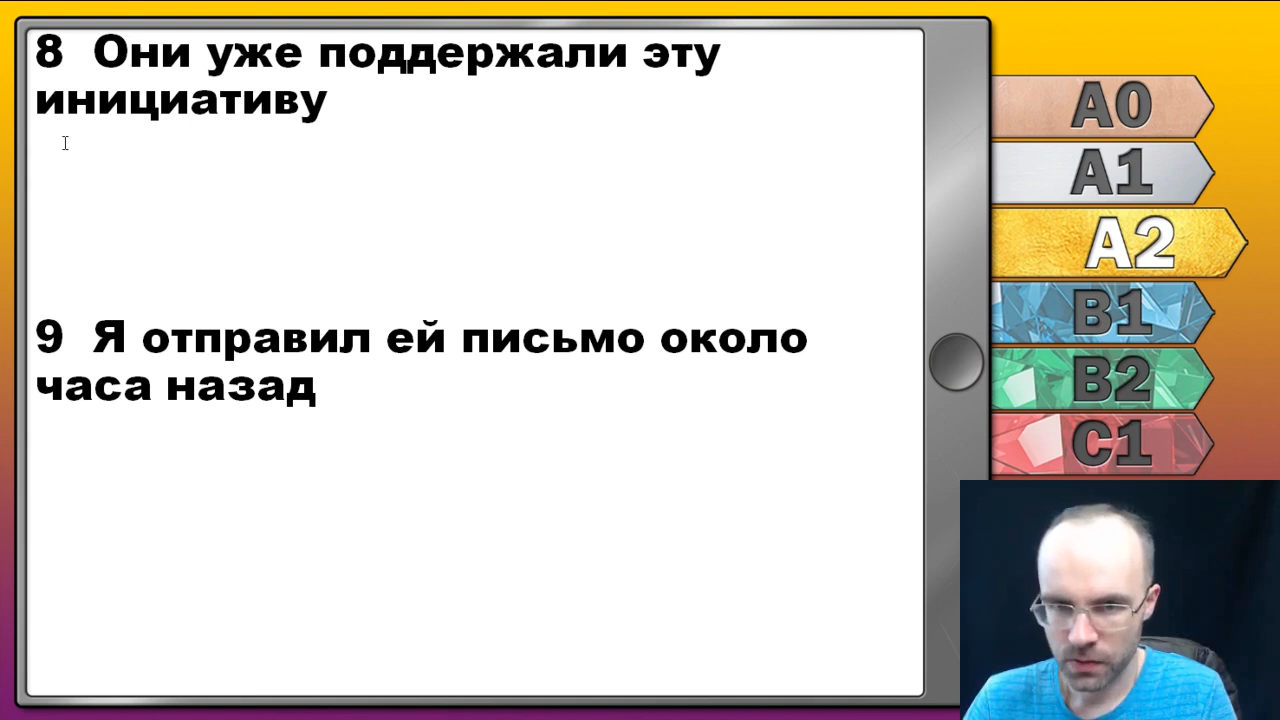 8 Они уже поддержали эту
инициативу
9 Я отправил ей письмо около
часа назад
A0
A1
A2
B1
B2
C1